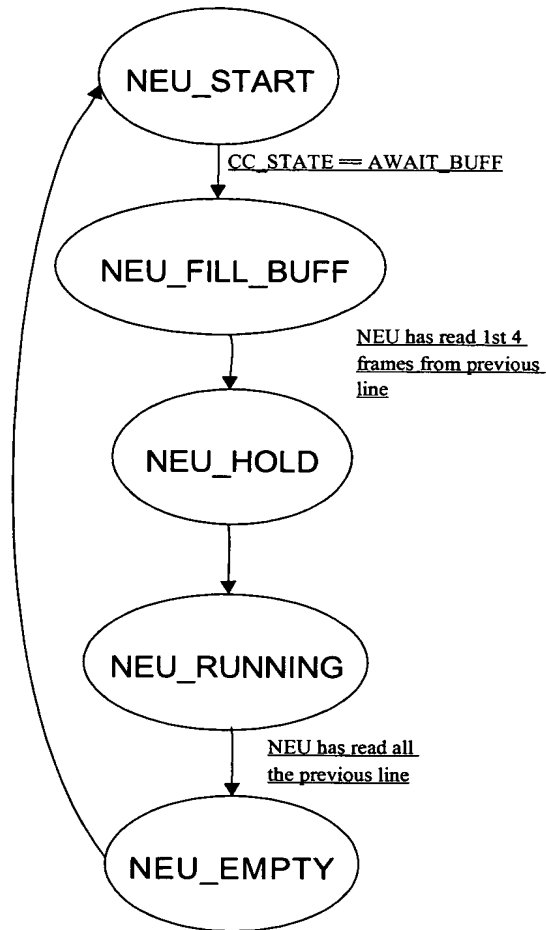 NEU_START
CC_STATE == AWAIT_BUFF
NEU_FILL_BUFF
NEU has read 1st 4
frames from previous
line
NEU_HOLD
NEU_RUNNING
NEU has read all
the previous line
NEU_EMPTY